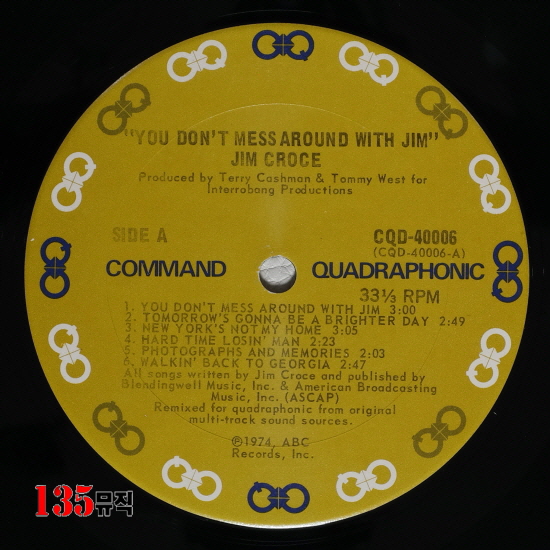 "YOU DON'T MESS AROUND WITH JIM"
JIM CROCE
Produced by Terry Cashman & Tommy West for
Interrobang Productions
SIDE A
CQD-40006
(CQD-40006-A)
COMMAND QUADRAPHONIC
33⅓ RPM
1. YOU DON'T MESS AROUND WITH JIM 3:00
2. TOMORROW'S GONNA BE A BRIGHTER DAY 2:49
3. NEW YORK'S NOT MY HOME 3:05
4. HARD TIME LOSIN' MAN 2:23
5. PHOTOGRAPHS AND MEMORIES 2:03
6. WALKIN' BACK TO GEORGIA 2:47
All songs written by Jim Croce and published by
Blendingwell Music, Inc. & American Broadcasting
Music, Inc. (ASCAP)
Remixed for quadraphonic from original
multi-track sound sources.
℗1974, ABC
Records, Inc.
135뮤직